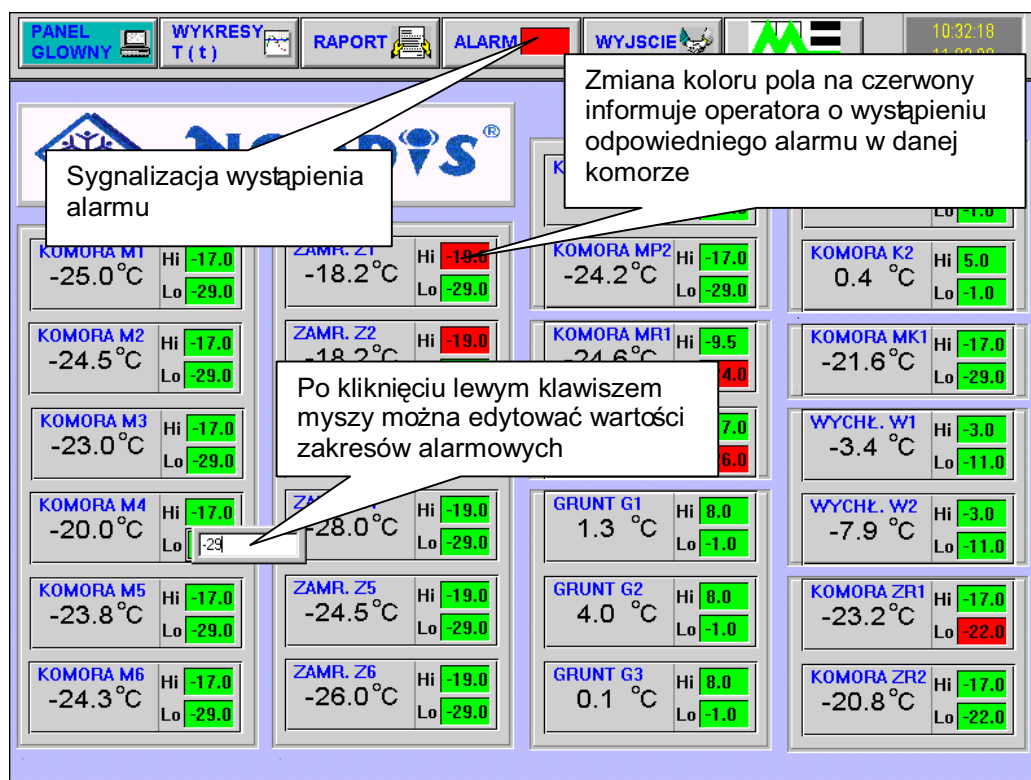 PANEL GLOWNY
WYKRESY T(t)
RAPORT
ALARM
WYJSCIE
10:32:18
Zmiana koloru pola na czerwony
informuje operatora o wystąpieniu
odpowiedniego alarmu w danej
komorze
Sygnalizacja wystąpienia
alarmu
®
Po kliknięciu lewym klawiszem
myszy można edytować wartości
zakresów alarmowych
KOMORA M1 Hi -17.0
-25.0°C Lo -29.0
KOMORA M2 Hi -17.0
-24.5°C Lo -29.0
KOMORA M3 Hi -17.0
-23.0°C Lo -29.0
KOMORA M4 Hi -17.0
-20.0°C Lo -29
KOMORA M5 Hi -17.0
-23.8°C Lo -29.0
KOMORA M6 Hi -17.0
-24.3°C Lo -29.0
ZAMR. Z1 Hi -19.0
-18.2°C Lo -29.0
ZAMR. Z2 Hi -19.0
-18.2°C
Hi -19.0
-28.0°C Lo -29.0
ZAMR. Z5 Hi -19.0
-24.5°C Lo -29.0
ZAMR. Z6 Hi -19.0
-26.0°C Lo -29.0
KOMORA MP2 Hi -17.0
-24.2°C Lo -29.0
KOMORA MR1 Hi -9.5
-24.6°C
GRUNT G1 Hi 8.0
1.3 °C Lo -1.0
GRUNT G2 Hi 8.0
4.0 °C Lo -1.0
GRUNT G3 Hi 8.0
0.1 °C Lo -1.0
Lo -1.0
KOMORA K2 Hi 5.0
0.4 °C Lo -1.0
KOMORA MK1 Hi -17.0
-21.6°C Lo -29.0
WYCHŁ. W1 Hi -3.0
-3.4 °C Lo -11.0
WYCHŁ. W2 Hi -3.0
-7.9 °C Lo -11.0
KOMORA ZR1 Hi -17.0
-23.2°C Lo -22.0
KOMORA ZR2 Hi -17.0
-20.8°C Lo -22.0